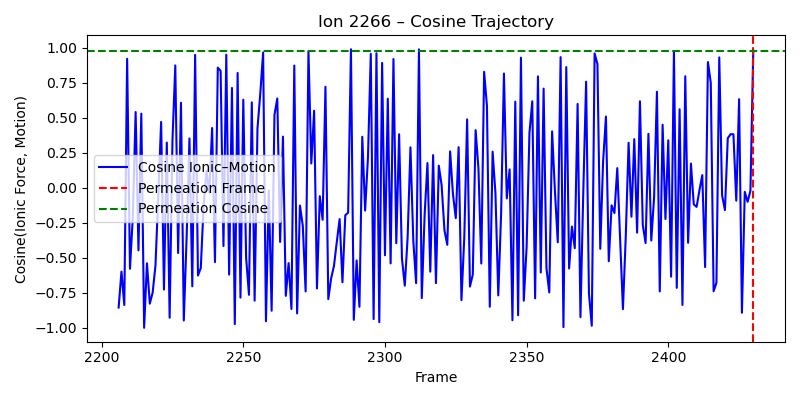 Ion 2266 – Cosine Trajectory
Cosine(Ionic Force, Motion)
1.00
0.75
0.50
0.25
0.00
−0.25
−0.50
−0.75
−1.00
Cosine Ionic–Motion
Permeation Frame
Permeation Cosine
2200
2250
2300
2350
2400
Frame